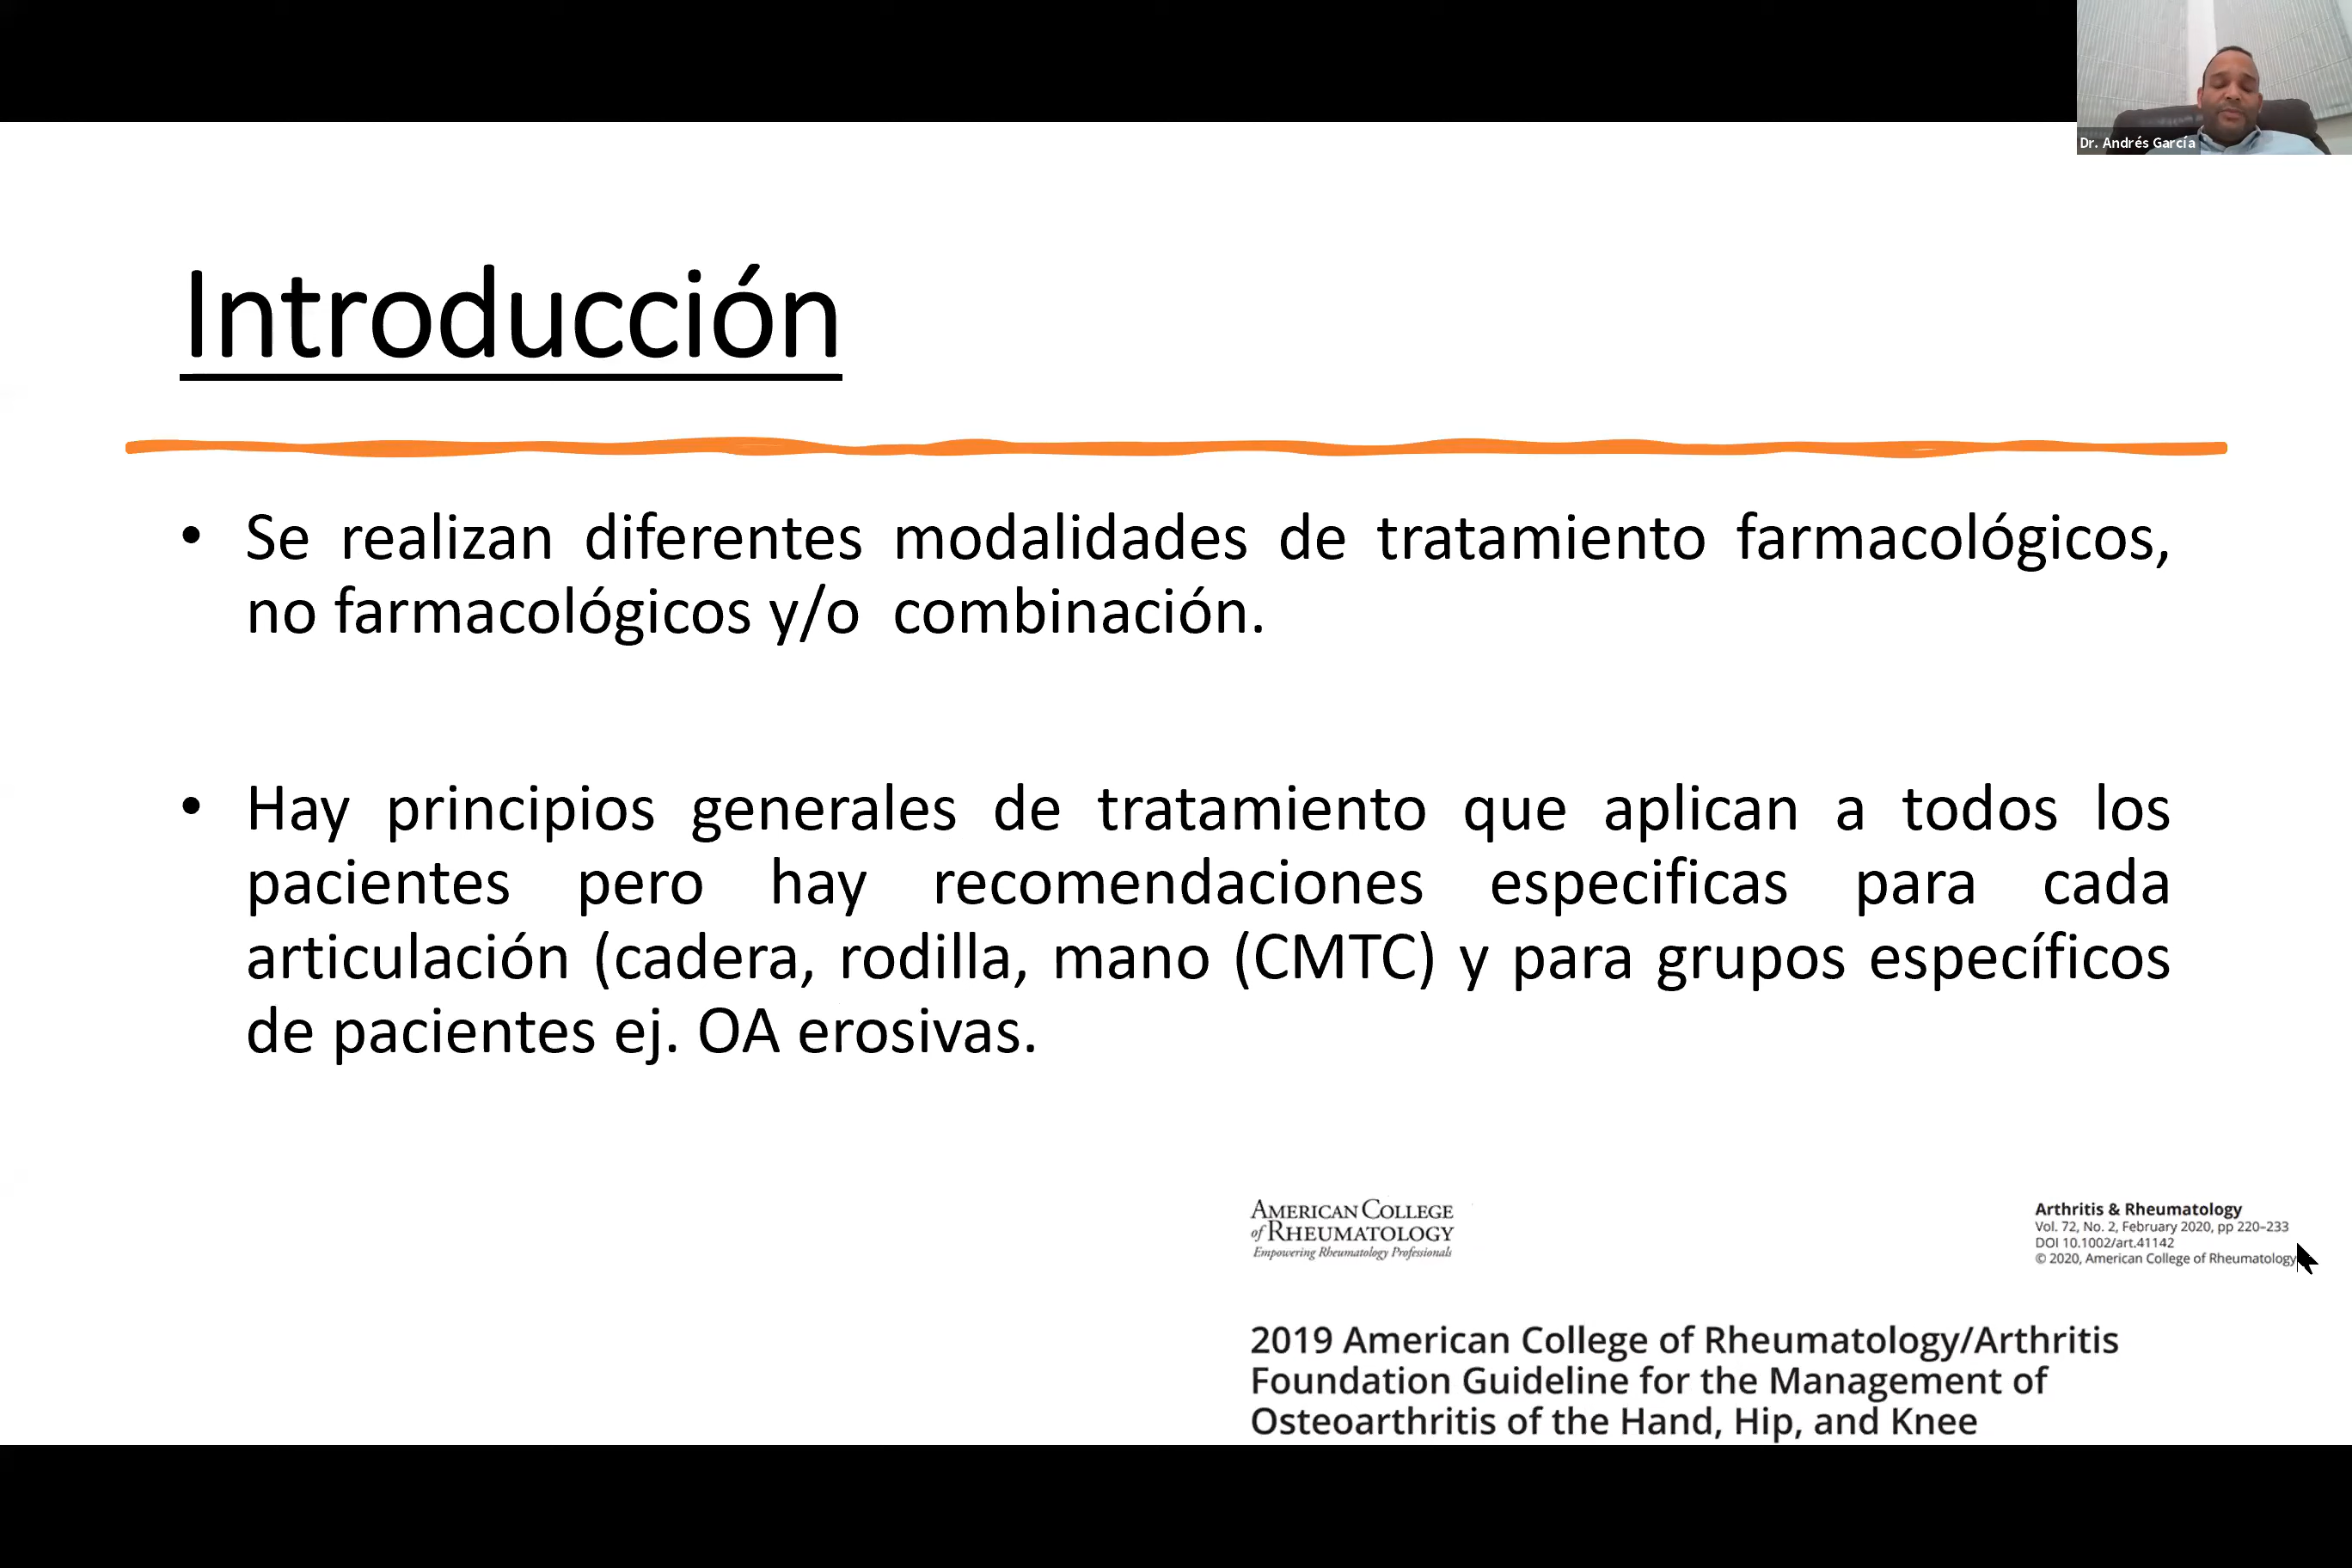 Dr. Andrés García
Introducción
• Se realizan diferentes modalidades de tratamiento farmacológicos,
no farmacológicos y/o combinación.
• Hay principios generales de tratamiento que aplican a todos los
pacientes pero hay recomendaciones especificas para cada
articulación (cadera, rodilla, mano (CMTC) y para grupos específicos
de pacientes ej. OA erosivas.
AMERICAN COLLEGE
of RHEUMATOLOGY
Empowering Rheumatology Professionals
Arthritis & Rheumatology
Vol. 72, No. 2, February 2020, pp 220–233
DOI 10.1002/art.41142
© 2020, American College of Rheumatology
2019 American College of Rheumatology/Arthritis
Foundation Guideline for the Management of
Osteoarthritis of the Hand, Hip, and Knee